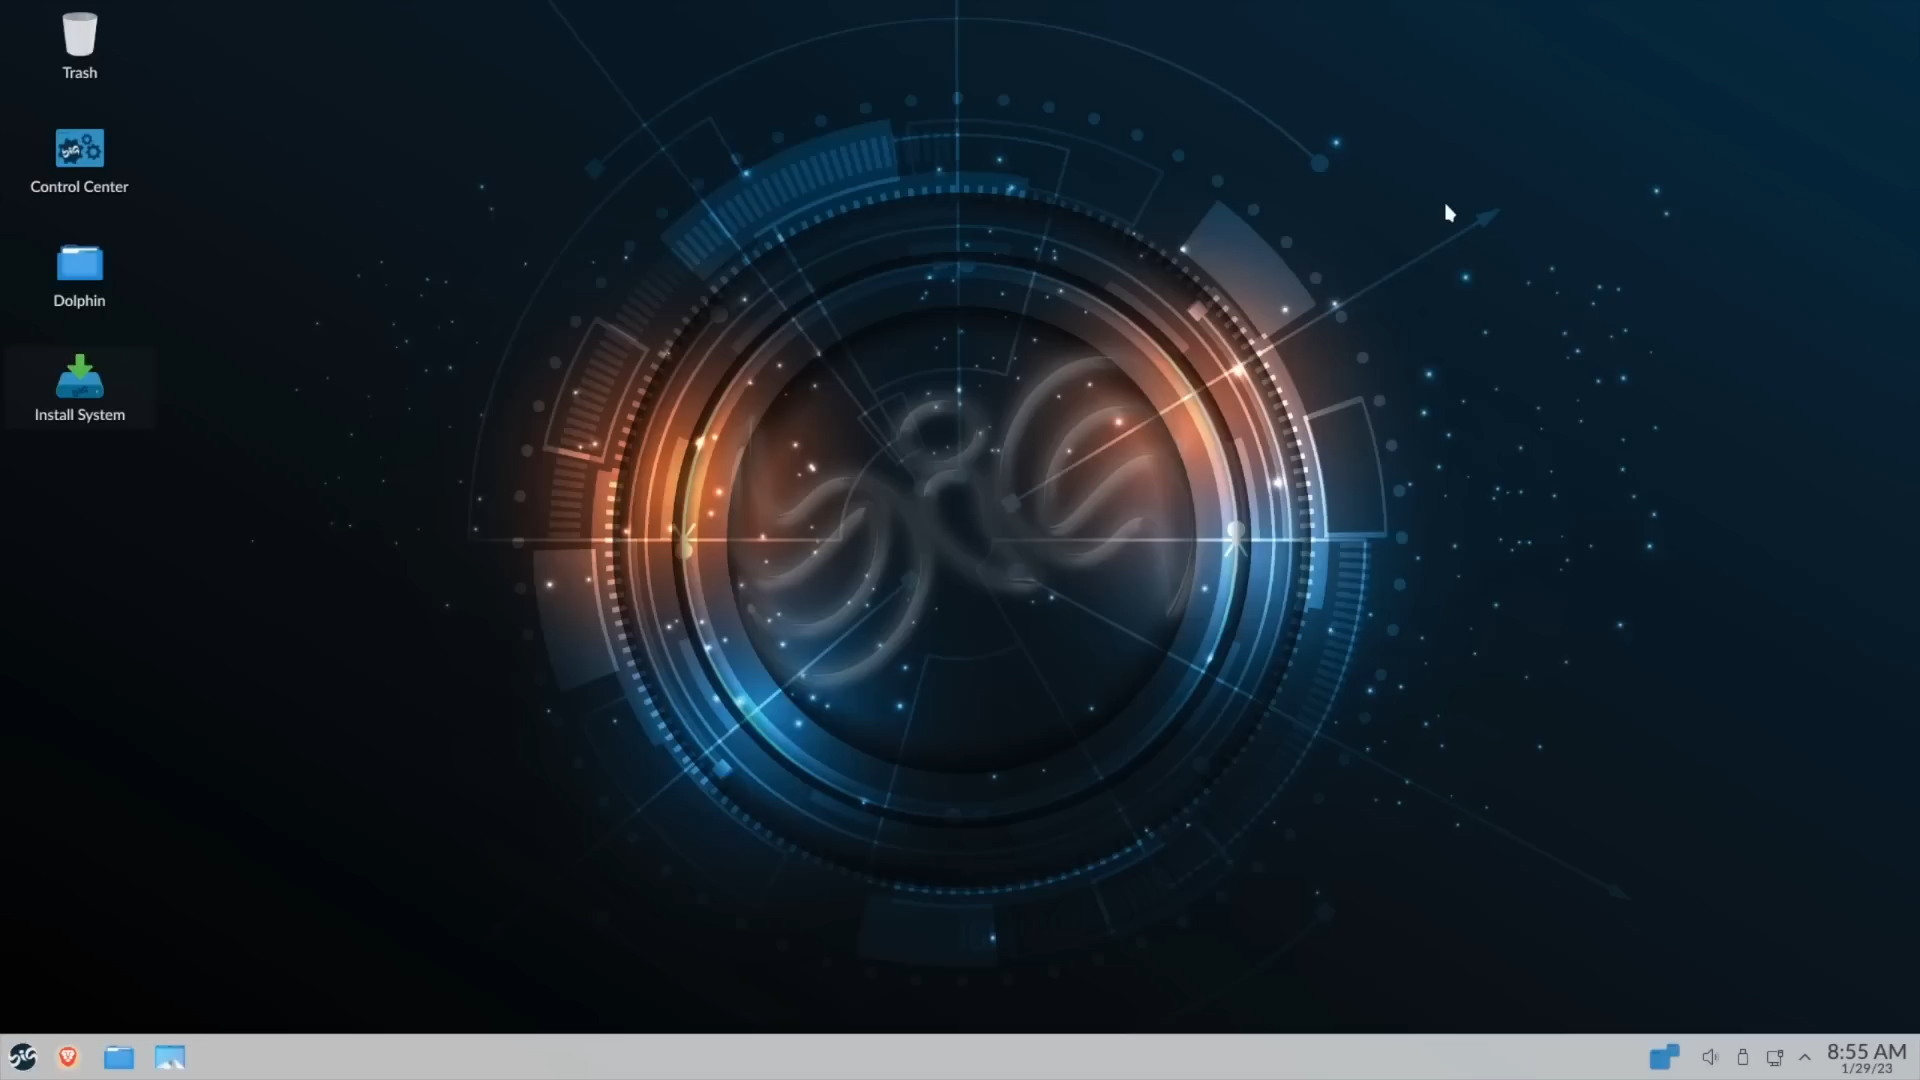 Trash
Control Center
Dolphin
Install System
8:55 AM
1/29/23